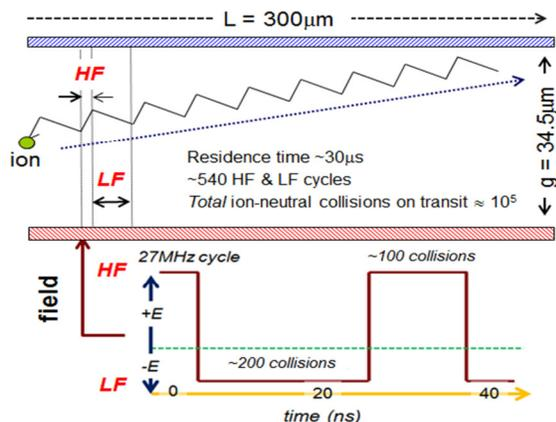 L = 300µm
HF
ion
LF
Residence time ~30µs
~540 HF & LF cycles
Total ion-neutral collisions on transit ≈ 10⁵
g = 34.5µm
field
HF
27MHz cycle
~100 collisions
+E
-E
~200 collisions
LF
0
20
40
time (ns)